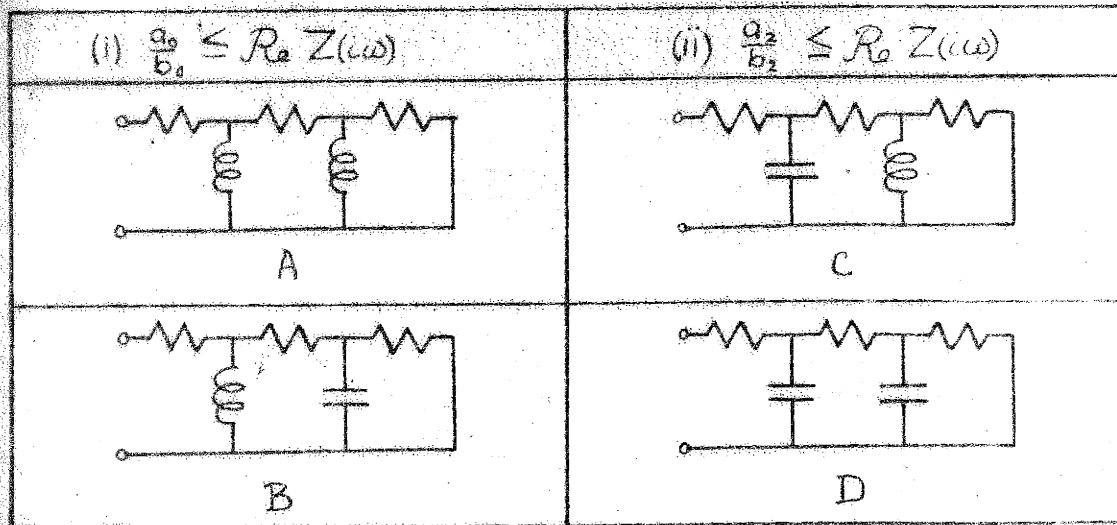 (i) a₀/b₀ ≤ Re Z(iω)
(ii) a₂/b₂ ≤ Re Z(iω)
A
C
B
D